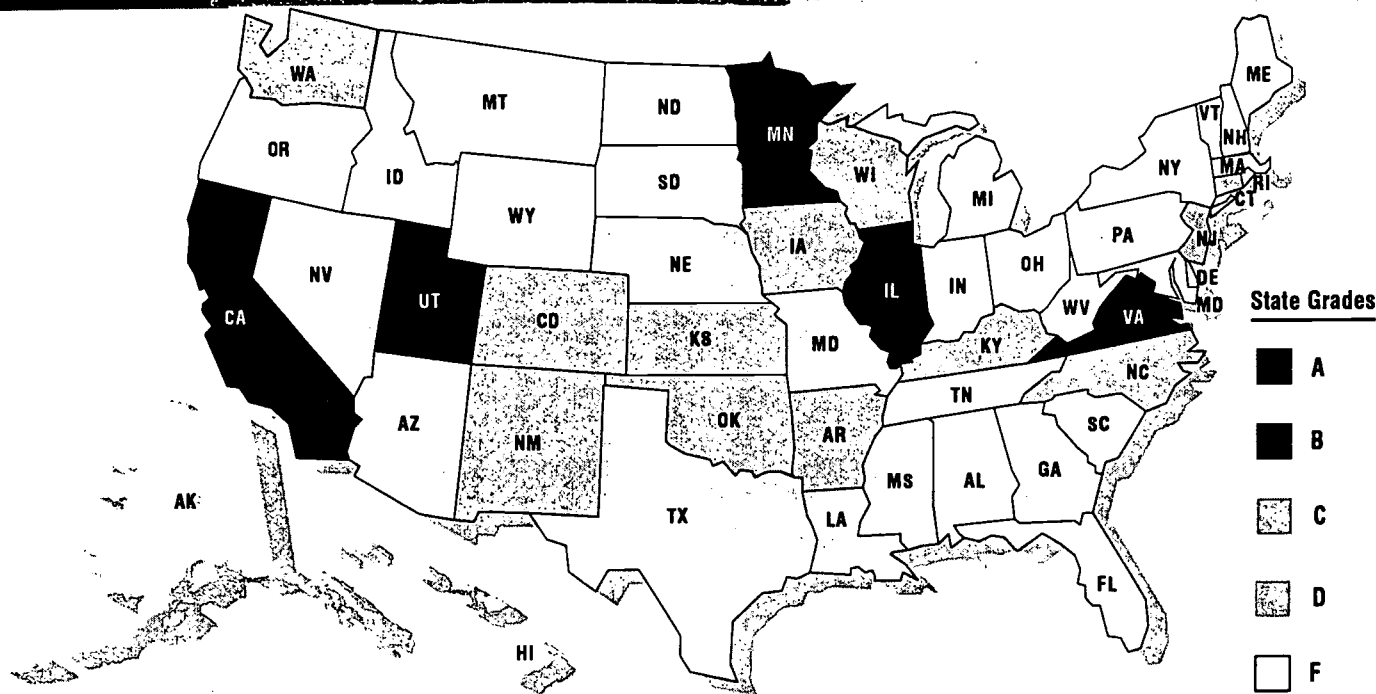 WA
MT
ND
MN
ME
VT
NH
OR
ID
SD
WI
NY
MA
RI
CT
WY
MI
IA
PA
NJ
NV
NE
OH
UT
IL
IN
DE
CA
CD
WV
VA
MD
State Grades
KS
MD
KY
A
NC
TN
AZ
OK
AR
SC
B
NM
MS
AL
GA
AK
TX
LA
C
FL
D
HI
F